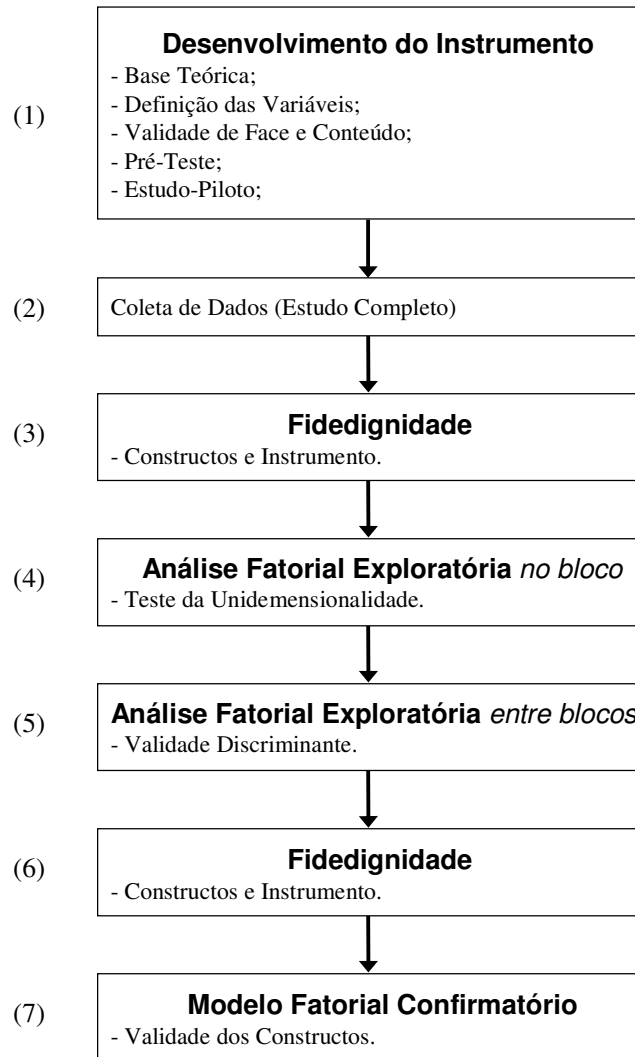 (1)
Desenvolvimento do Instrumento
- Base Teórica;
- Definição das Variáveis;
- Validade de Face e Conteúdo;
- Pré-Teste;
- Estudo-Piloto;
(2)
Coleta de Dados (Estudo Completo)
(3)
Fidedignidade
- Constructos e Instrumento.
(4)
Análise Fatorial Exploratória no bloco
- Teste da Unidemensionalidade.
(5)
Análise Fatorial Exploratória entre blocos
- Validade Discriminante.
(6)
Fidedignidade
- Constructos e Instrumento.
(7)
Modelo Fatorial Confirmatório
- Validade dos Constructos.